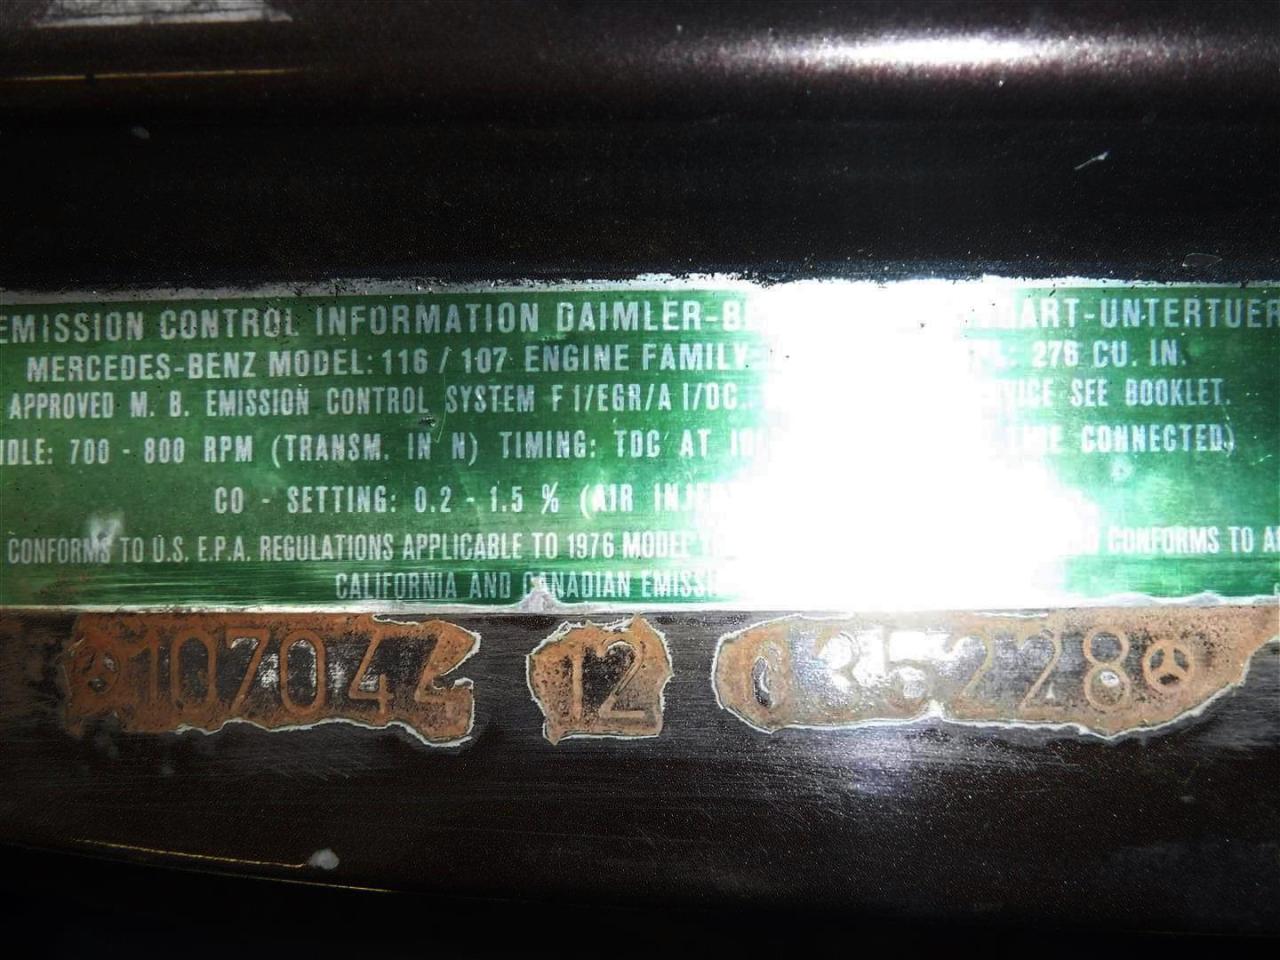 EMISSION CONTROL INFORMATION DAIMLER-B ART-UNTERTUER
MERCEDES-BENZ MODEL: 116 / 107 ENGINE FAMILY 276 CU. IN.
APPROVED M. B. EMISSION CONTROL SYSTEM F I/EGR/A I/OC. SEE BOOKLET.
IDLE: 700 - 800 RPM (TRANSM. IN N) TIMING: TDC AT CONNECTED)
CO - SETTING: 0.2 - 1.5 % (AIR
CONFORMS TO U.S. E.P.A. REGULATIONS APPLICABLE TO 1976 MODEL CONFORMS TO
CALIFORNIA AND CANADIAN
107044 12 035228